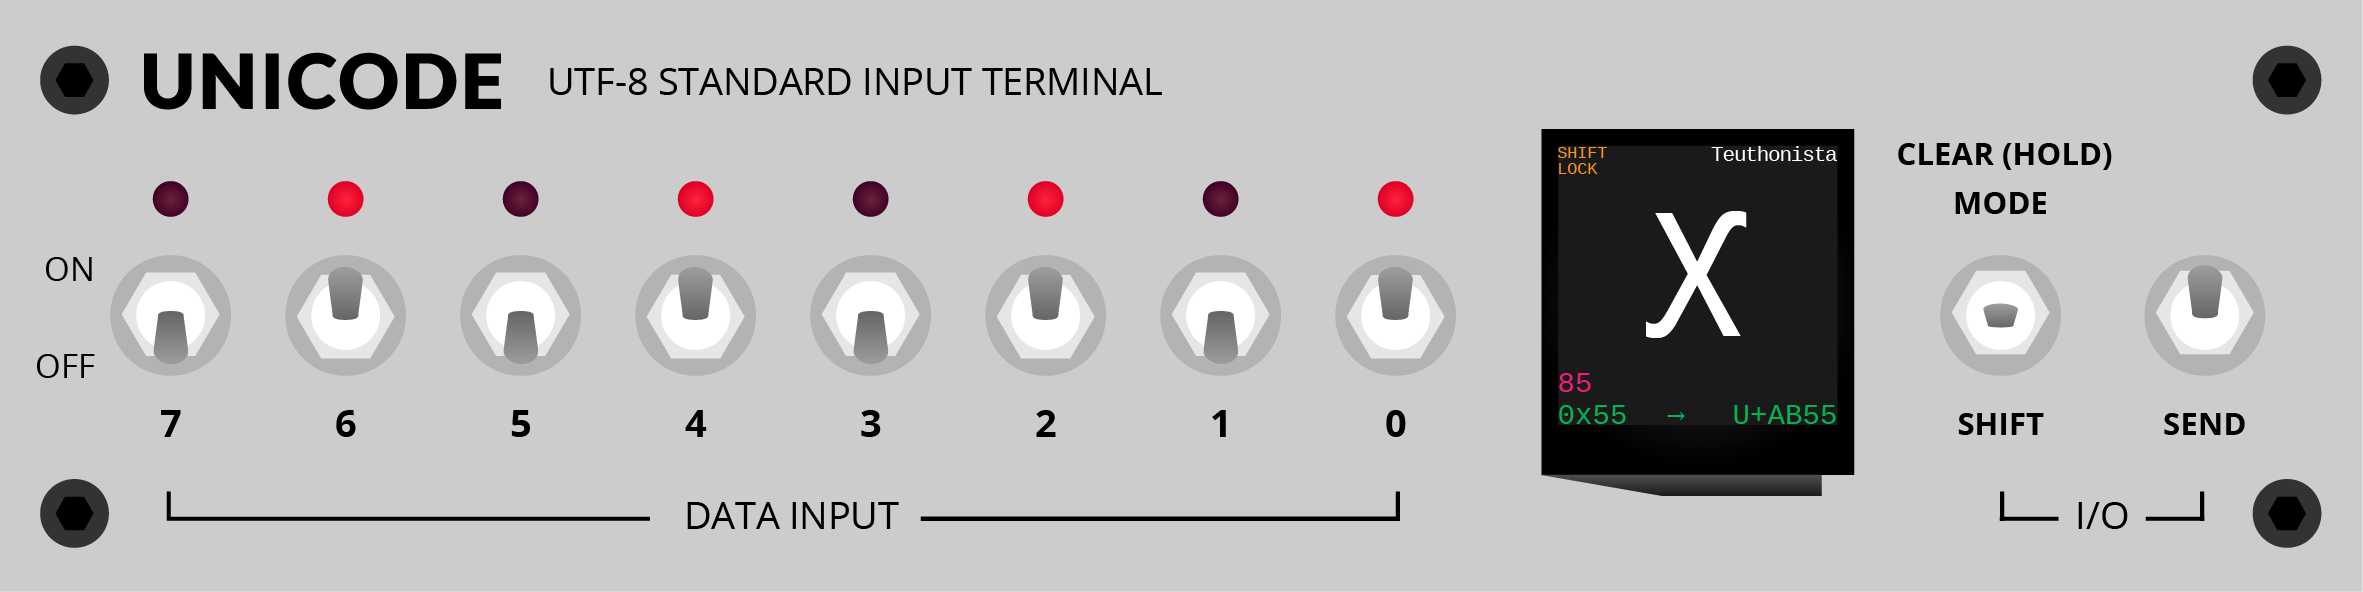 UNICODE UTF-8 STANDARD INPUT TERMINAL
SHIFT
LOCK
Teuthonista
ꭕ
85
0x55 → U+AB55
CLEAR (HOLD)
MODE
ON
OFF
7 6 5 4 3 2 1 0
SHIFT SEND
DATA INPUT
I/O